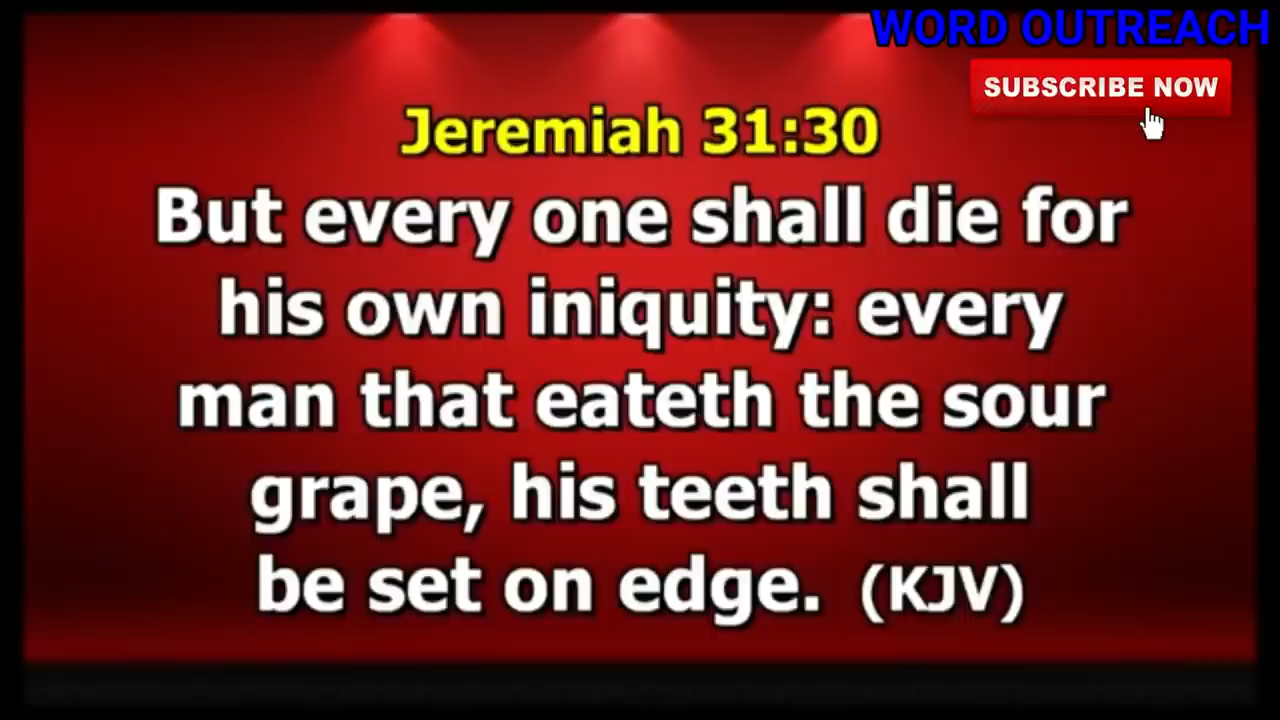 WORD OUTREACH
SUBSCRIBE NOW
Jeremiah 31:30
But every one shall die for
his own iniquity: every
man that eateth the sour
grape, his teeth shall
be set on edge. (KJV)